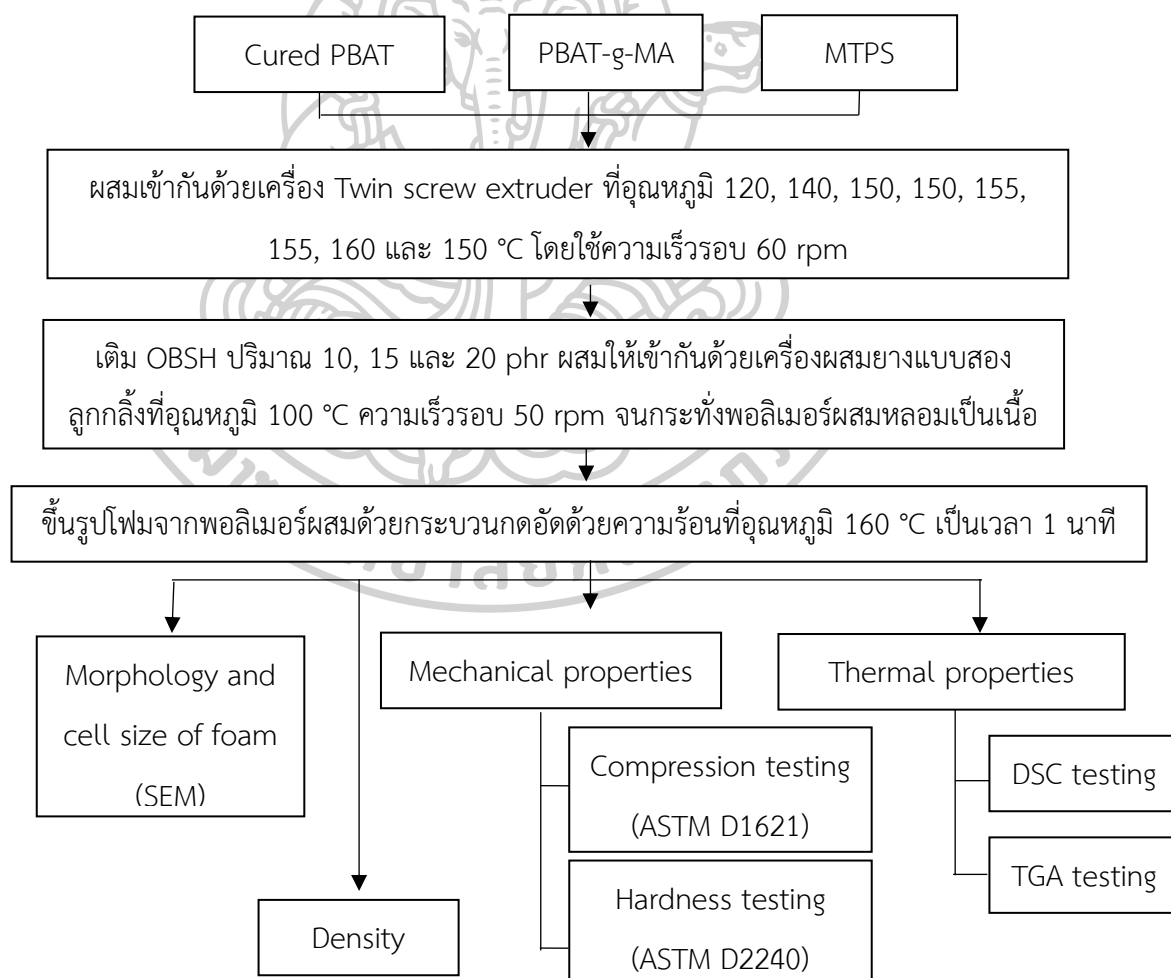 Cured PBAT
PBAT-g-MA
MTPS
ผสมเข้ากันด้วยเครื่อง Twin screw extruder ที่อุณหภูมิ 120, 140, 150, 150, 155,
155, 160 และ 150 °C โดยใช้ความเร็วรอบ 60 rpm
เติม OBSH ปริมาณ 10, 15 และ 20 phr ผสมให้เข้ากันด้วยเครื่องผสมยางแบบสอง
ลูกกลิ้งที่อุณหภูมิ 100 °C ความเร็วรอบ 50 rpm จนกระทั่งพอลิเมอร์ผสมหลอมเป็นเนื้อ
ขึ้นรูปโฟมจากพอลิเมอร์ผสมด้วยกระบวนกดอัดด้วยความร้อนที่อุณหภูมิ 160 °C เป็นเวลา 1 นาที
Morphology and
cell size of foam
(SEM)
Density
Mechanical properties
Compression testing
(ASTM D1621)
Hardness testing
(ASTM D2240)
Thermal properties
DSC testing
TGA testing